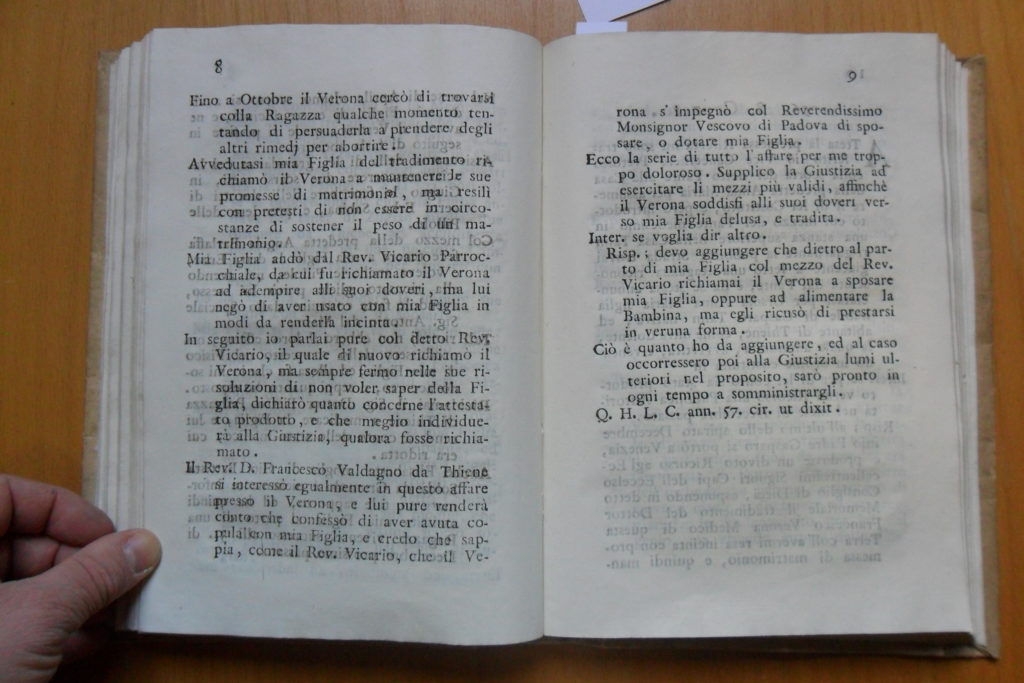 8
Fino a Ottobre il Verona cercò di trovarsi
colla Ragazza qualche momento ten-
tando di persuaderla a prendere degli
altri rimedj per abortire.
Avvedutasi mia Figlia del tradimento ri-
chiamò il Verona a mantenere le sue
promesse di matrimonio, ma resilì
con pretesti di non essere in circo-
stanze di sostener il peso di un ma-
trimonio.
Mia Figlia andò dal Rev. Vicario Parroc-
chiale, da cui fu richiamato il Verona
ad adempire alli suoi doveri, ma lui
negò di aver usato con mia Figlia in
modi da renderla incinta.
In seguito io parlai pure col detto Rev.
Vicario, il quale di nuovo richiamò il
Verona, ma sempre fermo nelle sue ri-
soluzioni di non voler saper della Fi-
glia, dichiarò quanto concerne l'attesta-
to prodotto, e che meglio individue-
rà alla Giustizia, qualora fosse richia-
mato.
Il Rev. D. Francesco Valdagno da Thiene
si interessò egualmente in questo affare
presso il Verona, e lui pure renderà
conto che confessò di aver avuta co-
pula con mia Figlia, e credo che sap-
pia, come il Rev. Vicario, che il Ve-
9
rona s'impegnò col Reverendissimo
Monsignor Vescovo di Padova di spo-
sare, o dotare mia Figlia.
Ecco la serie di tutto l'affare per me trop-
po doloroso. Supplico la Giustizia ad
esercitare li mezzi più validi, affinchè
il Verona soddisfi alli suoi doveri ver-
so mia Figlia delusa, e tradita.
Inter. se voglia dir altro.
Risp.; devo aggiungere che dietro al par-
to di mia Figlia col mezzo del Rev.
Vicario richiamai il Verona a sposare
mia Figlia, oppure ad alimentare la
Bambina, ma egli ricusò di prestarsi
in veruna forma.
Ciò è quanto ho da aggiungere, ed al caso
occorressero poi alla Giustizia lumi ul-
teriori nel proposito, sarò pronto in
ogni tempo a somministrargli.
Q. H. L. C. ann. 57. cir. ut dixit.